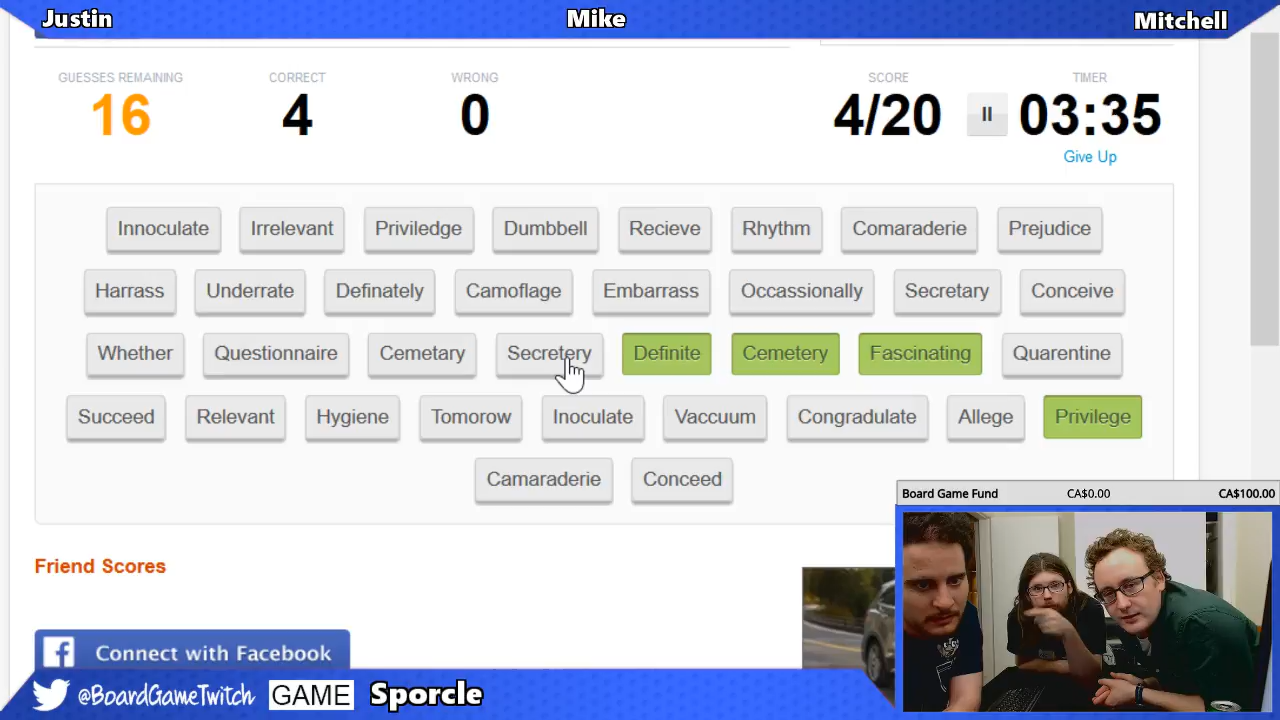 Justin Mike Mitchell
GUESSES REMAINING CORRECT WRONG SCORE TIMER
16 4 0 4/20 03:35
Give Up
Innoculate Irrelevant Priviledge Dumbbell Recieve Rhythm Comaraderie Prejudice
Harrass Underrate Definately Camoflage Embarrass Occassionally Secretary Conceive
Whether Questionnaire Cemetary Secretery Definite Cemetery Fascinating Quarentine
Succeed Relevant Hygiene Tomorow Inoculate Vaccuum Congradulate Allege Privilege
Camaraderie Conceed
Board Game Fund CA$0.00 CA$100.00
Friend Scores
f Connect with Facebook
@BoardGameTwitch GAME Sporcle